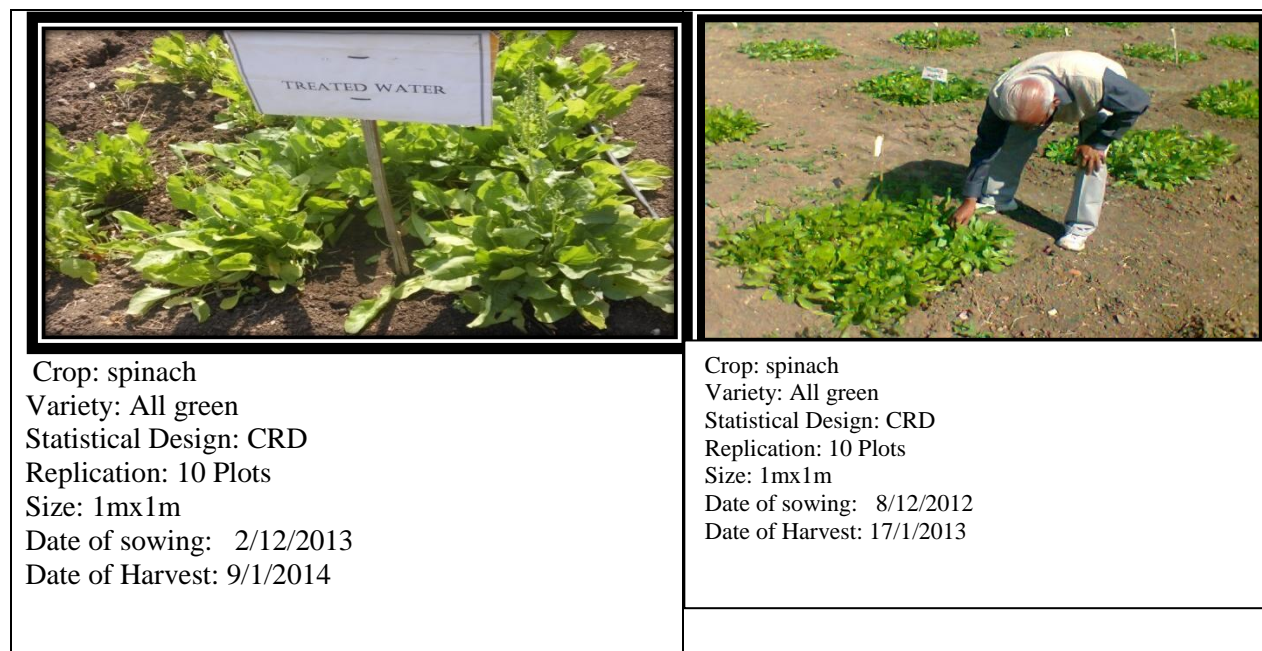 TREATED WATER
Crop: spinach
Variety: All green
Statistical Design: CRD
Replication: 10 Plots
Size: 1mx1m
Date of sowing: 2/12/2013
Date of Harvest: 9/1/2014
Crop: spinach
Variety: All green
Statistical Design: CRD
Replication: 10 Plots
Size: 1mx1m
Date of sowing: 8/12/2012
Date of Harvest: 17/1/2013